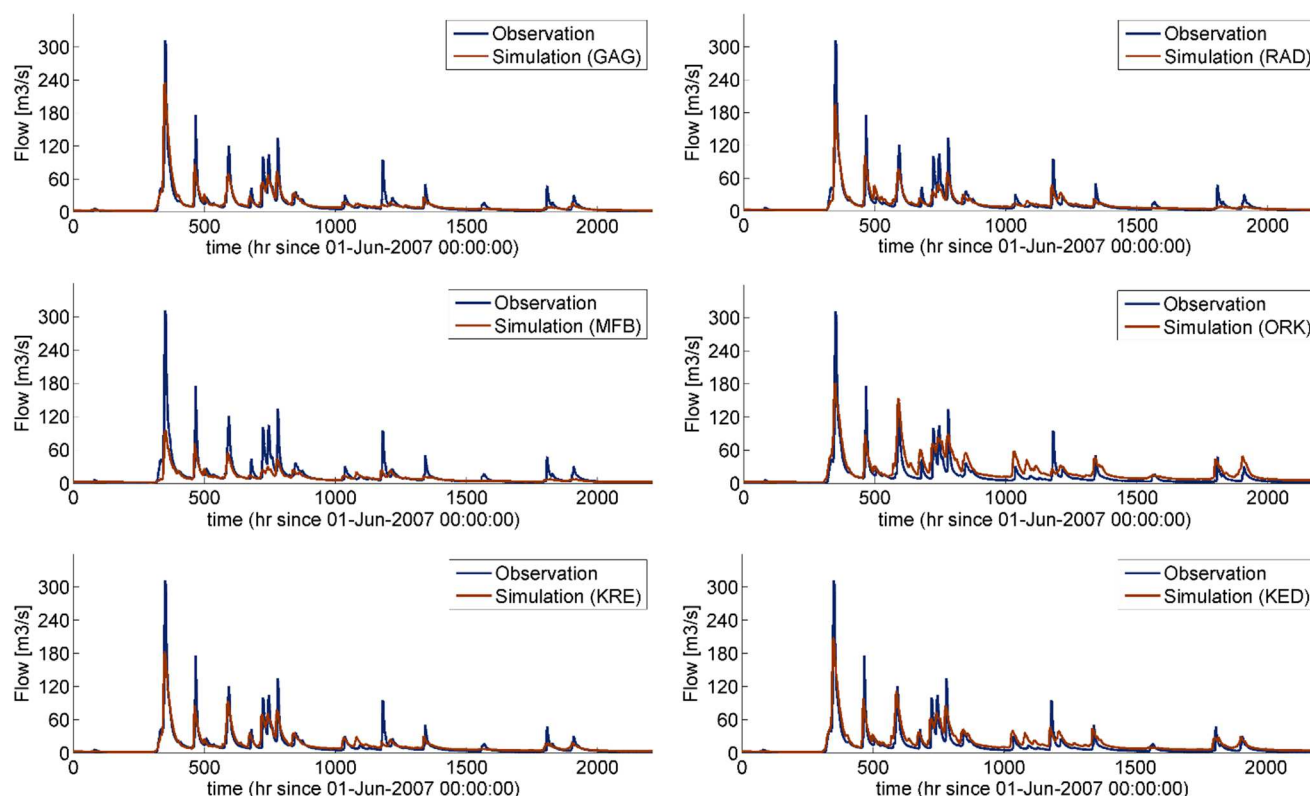 Observation
Simulation (GAG)
Flow [m3/s]
300
240
180
120
60
0
0 500 1000 1500 2000
time (hr since 01-Jun-2007 00:00:00)
Observation
Simulation (RAD)
Flow [m3/s]
300
240
180
120
60
0
0 500 1000 1500 2000
time (hr since 01-Jun-2007 00:00:00)
Observation
Simulation (MFB)
Flow [m3/s]
300
240
180
120
60
0
0 500 1000 1500 2000
time (hr since 01-Jun-2007 00:00:00)
Observation
Simulation (ORK)
Flow [m3/s]
300
240
180
120
60
0
0 500 1000 1500 2000
time (hr since 01-Jun-2007 00:00:00)
Observation
Simulation (KRE)
Flow [m3/s]
300
240
180
120
60
0
0 500 1000 1500 2000
time (hr since 01-Jun-2007 00:00:00)
Observation
Simulation (KED)
Flow [m3/s]
300
240
180
120
60
0
0 500 1000 1500 2000
time (hr since 01-Jun-2007 00:00:00)